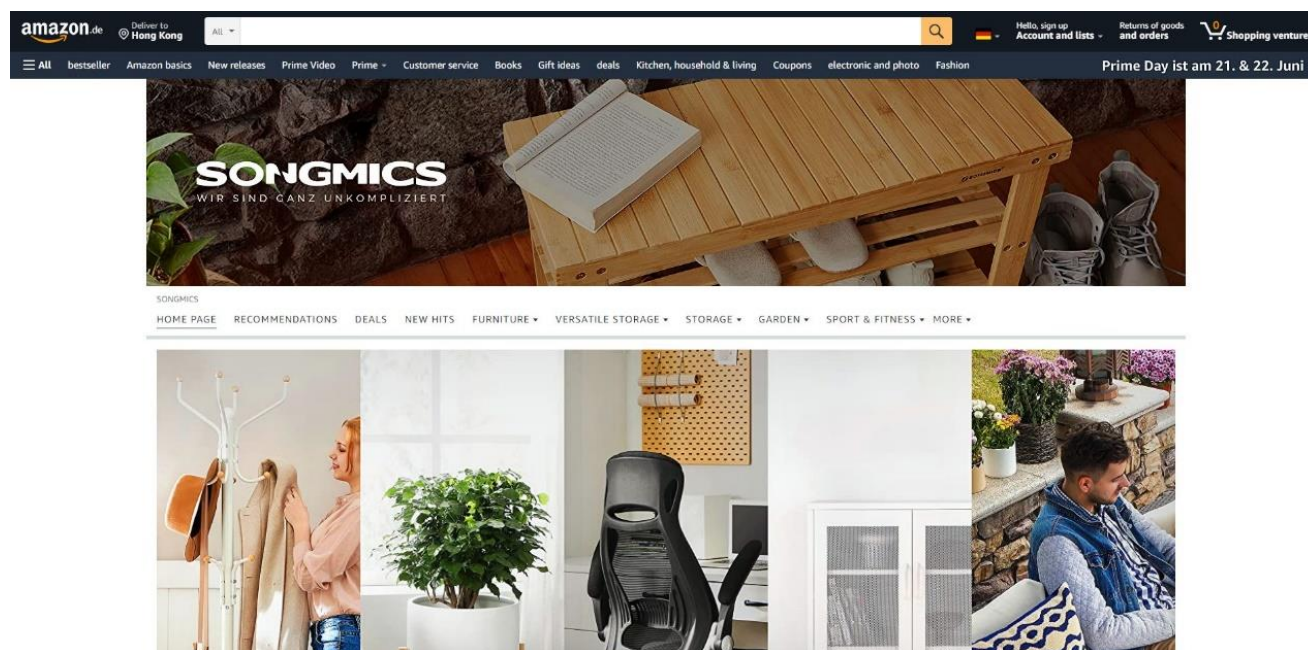 amazon.de
Deliver to
Hong Kong
All
0
Hello, sign up
Account and lists
Returns of goods
and orders
Shopping venture
All bestseller Amazon basics New releases Prime Video Prime Customer service Books Gift ideas deals Kitchen, household & living Coupons electronic and photo Fashion Prime Day ist am 21. & 22. Juni
SONGMICS
WIR SIND GANZ UNKOMPLIZIERT
SONGMICS
HOME PAGE RECOMMENDATIONS DEALS NEW HITS FURNITURE VERSATILE STORAGE STORAGE GARDEN SPORT & FITNESS MORE